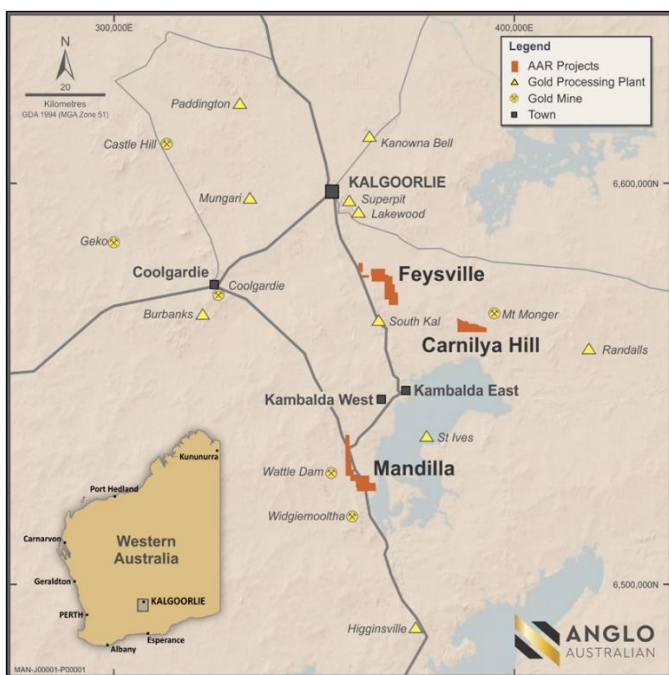 300,000E
400,000E
N
20
Kilometres
GDA 1994 (MGA Zone 51)
Legend
AAR Projects
Gold Processing Plant
Gold Mine
Town
Paddington
Castle Hill
Kanowna Bell
KALGOORLIE
6,600,000N
Mungari
Superpit
Lakewood
Geko
Coolgardie
Coolgardie
Feysville
Burbanks
South Kal
Mt Monger
Carnilya Hill
Randalls
Kambalda West
Kambalda East
St Ives
Wattle Dam
Mandilla
Widgiemooltha
Kununurra
Port Hedland
Western
Australia
Carnarvon
Geraldton
KALGOORLIE
PERTH
Esperance
Albany
6,500,000N
Higginsville
ANGLO
AUSTRALIAN
MAN-J00001-P00001